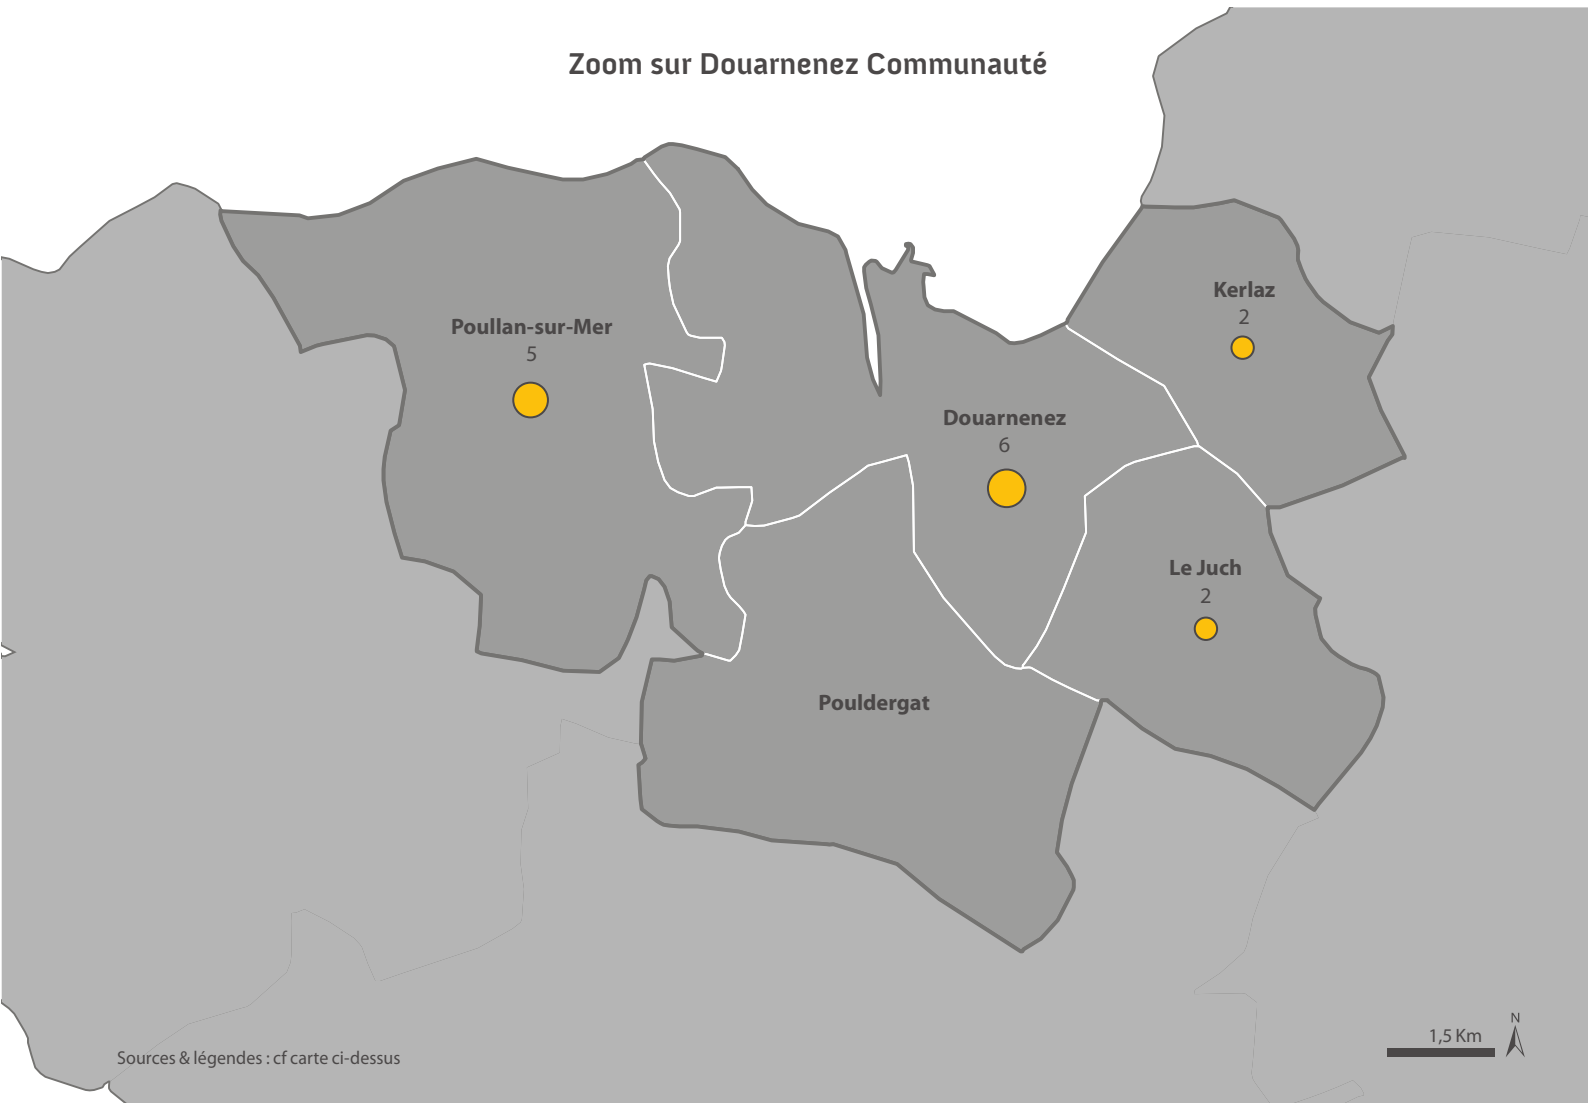 Zoom sur Douarnenez Communauté
Kerlaz
2
Poullan-sur-Mer
5
Douarnenez
6
Le Juch
2
Pouldergat
N
1,5 Km
Sources & légendes : cf carte ci-dessus